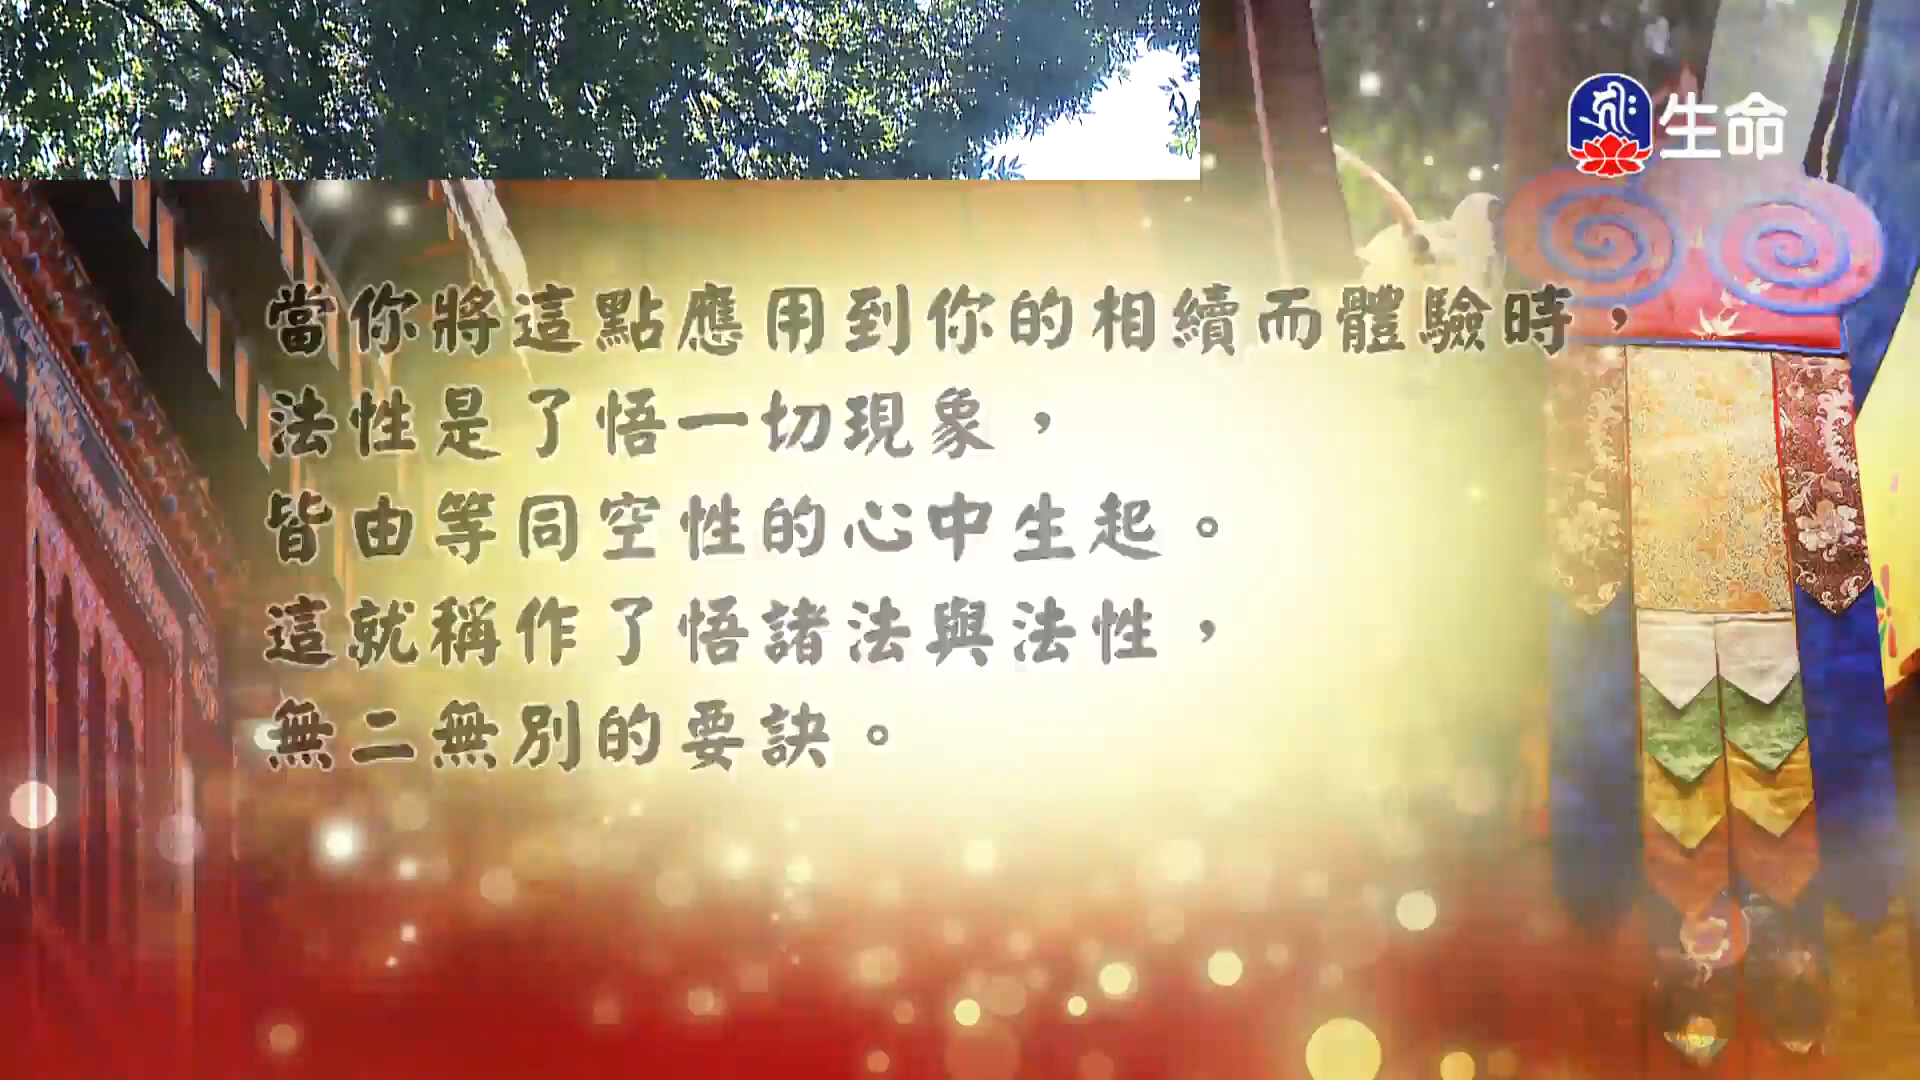 生命
當你將這點應用到你的相續而體驗時，
法性是了悟一切現象，
皆由等同空性的心中生起。
這就稱作了悟諸法與法性，
無二無別的要訣。